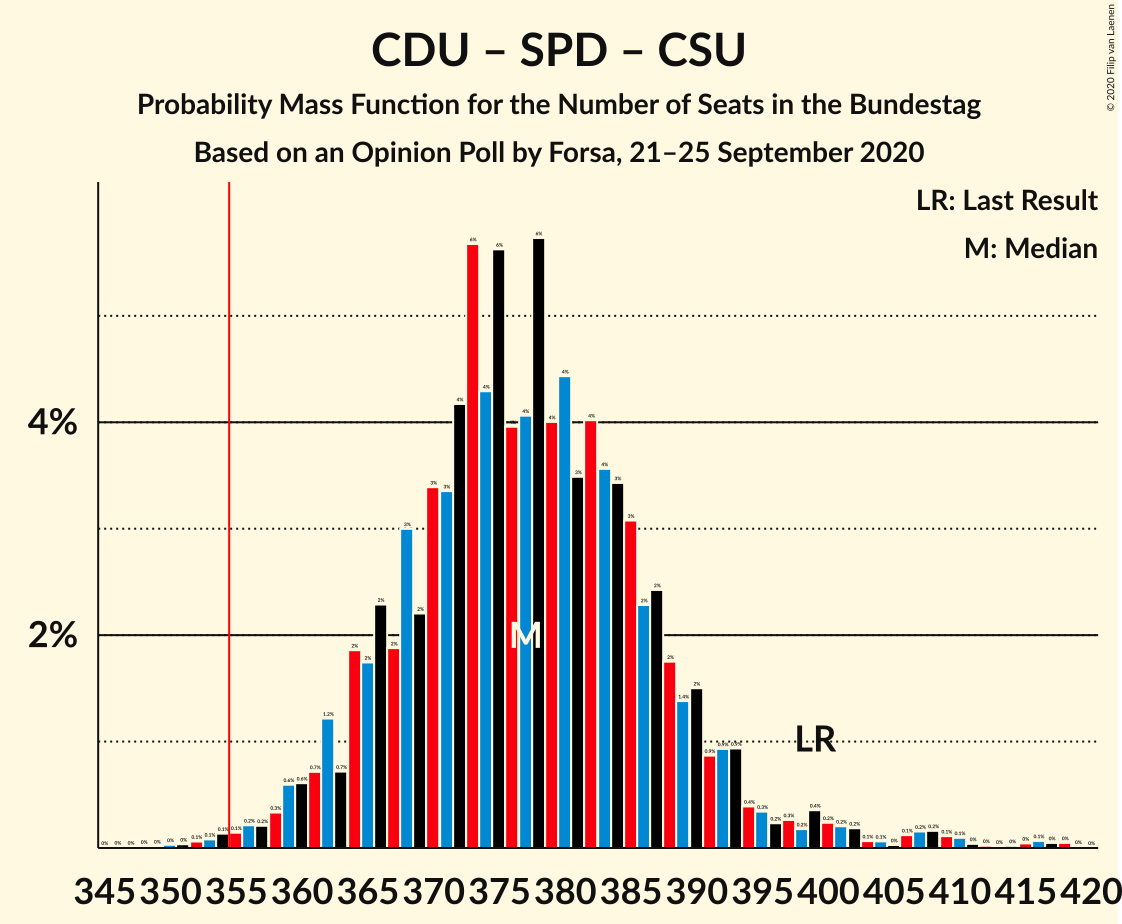 CDU – SPD – CSU
Probability Mass Function for the Number of Seats in the Bundestag
Based on an Opinion Poll by Forsa, 21–25 September 2020
© 2020 Filip van Laenen
LR: Last Result
M: Median
4%
2%
M
LR
345 350 355 360 365 370 375 380 385 390 395 400 405 410 415 420